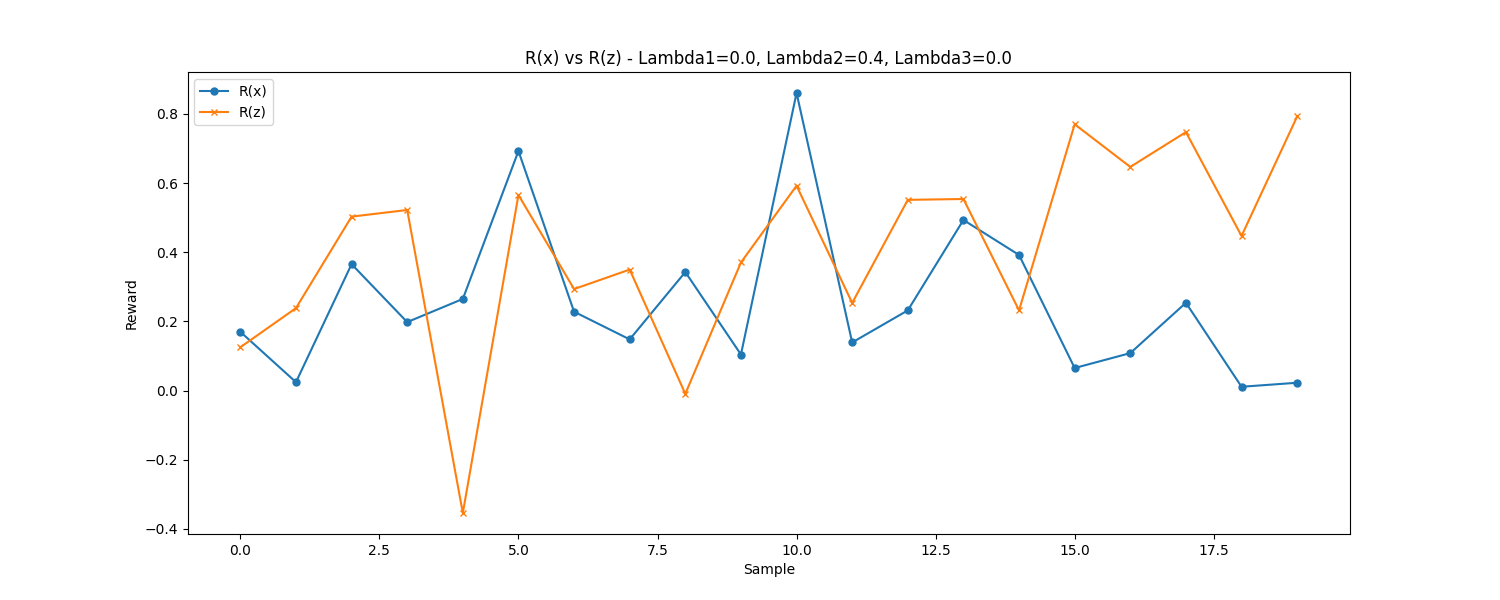 R(x) vs R(z) - Lambda1=0.0, Lambda2=0.4, Lambda3=0.0
R(x)
R(z)
0.8
0.6
0.4
0.2
0.0
−0.2
−0.4
Reward
0.0 2.5 5.0 7.5 10.0 12.5 15.0 17.5
Sample